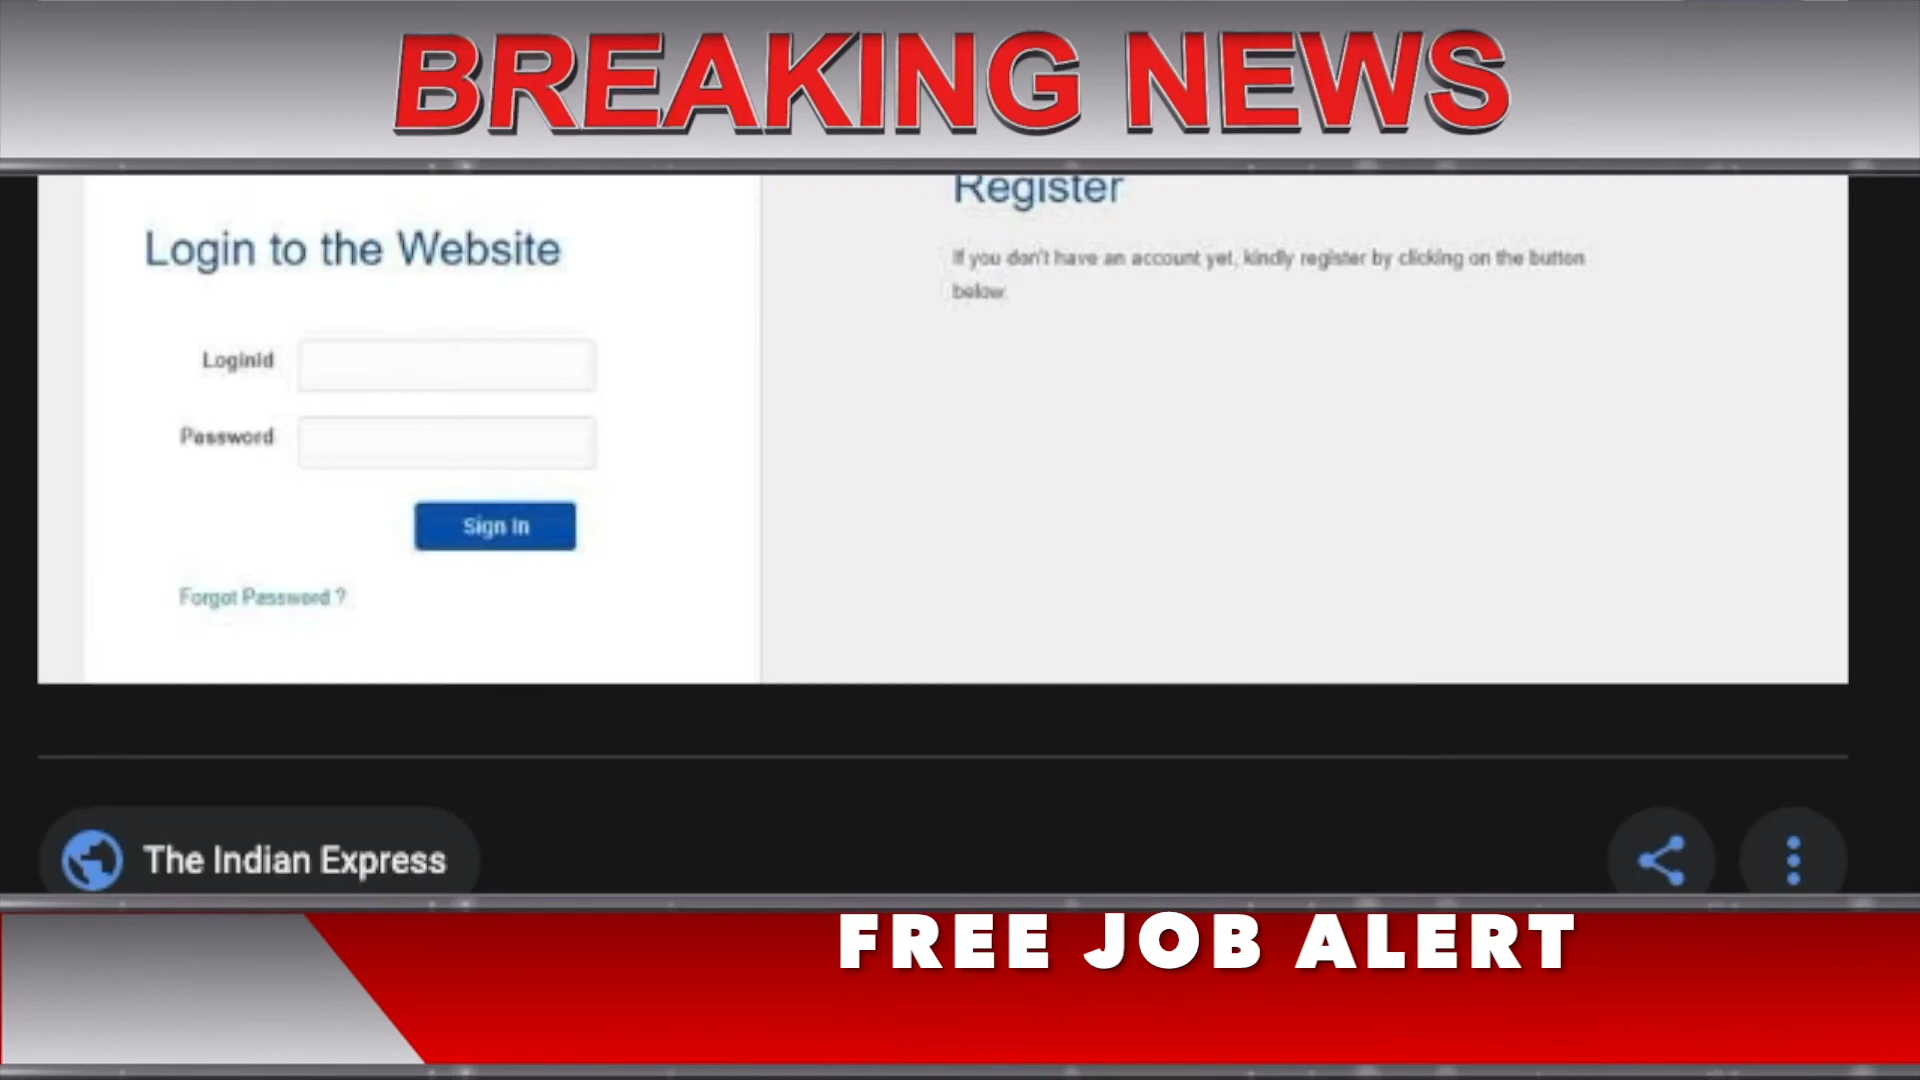 BREAKING NEWS
Register
Login to the Website
If you don't have an account yet, kindly register by clicking on the button
below.
LoginId
Password
Sign In
Forgot Password ?
The Indian Express
FREE JOB ALERT